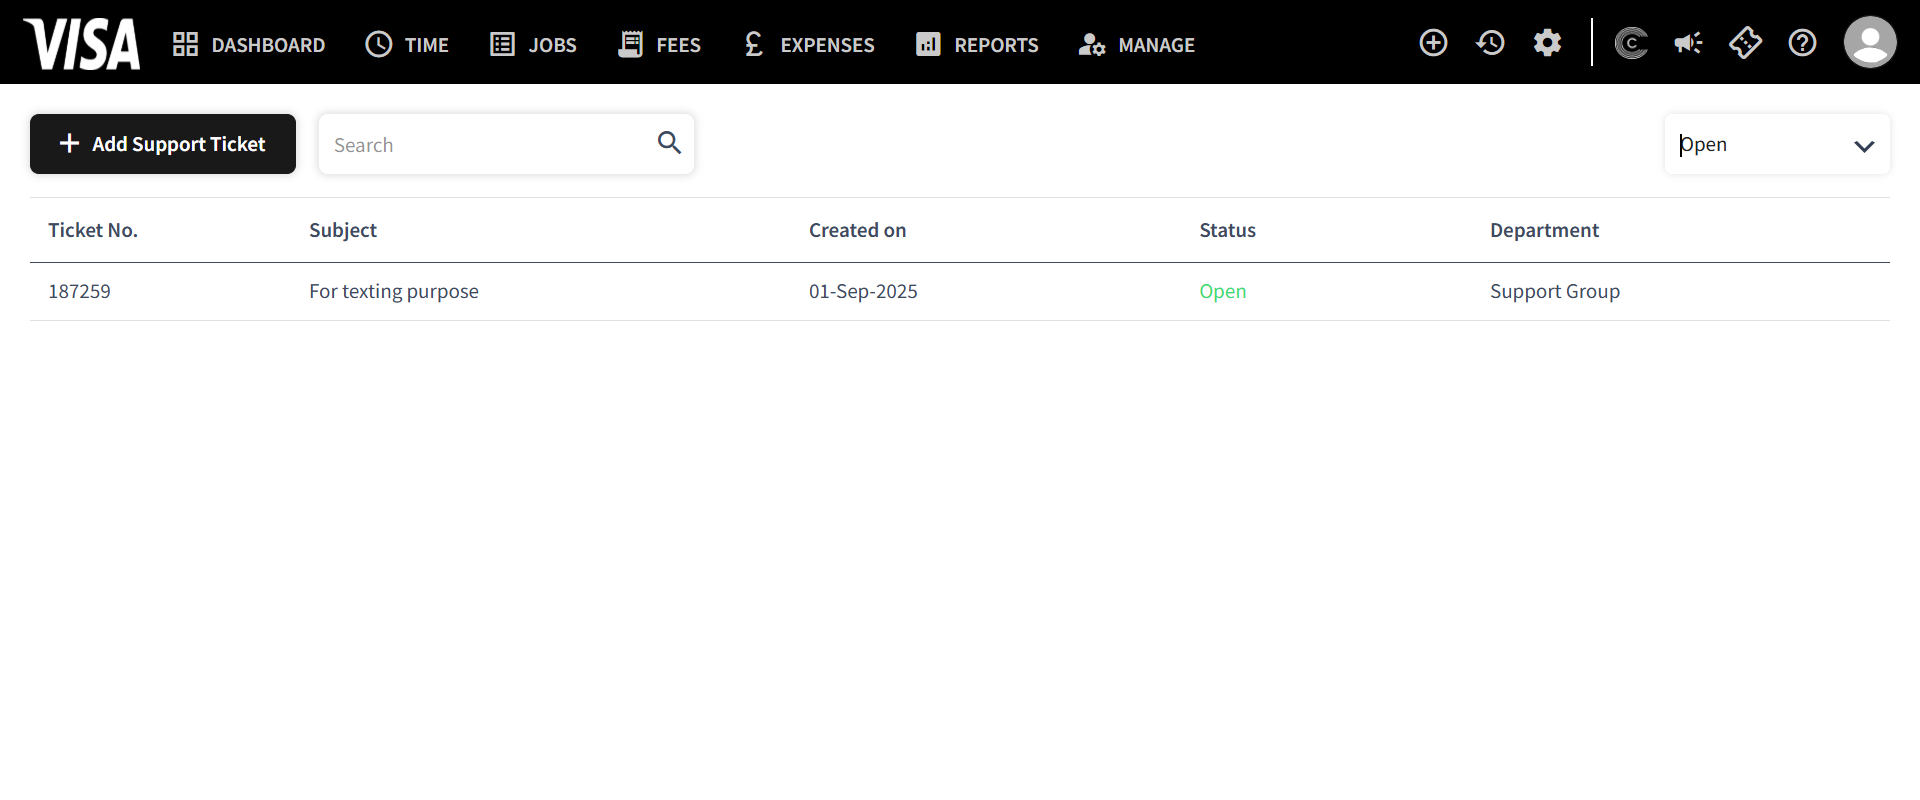 VISA DASHBOARD TIME JOBS FEES £ EXPENSES REPORTS MANAGE
Add Support Ticket Search Open
Ticket No. Subject Created on Status Department
187259 For texting purpose 01-Sep-2025 Open Support Group